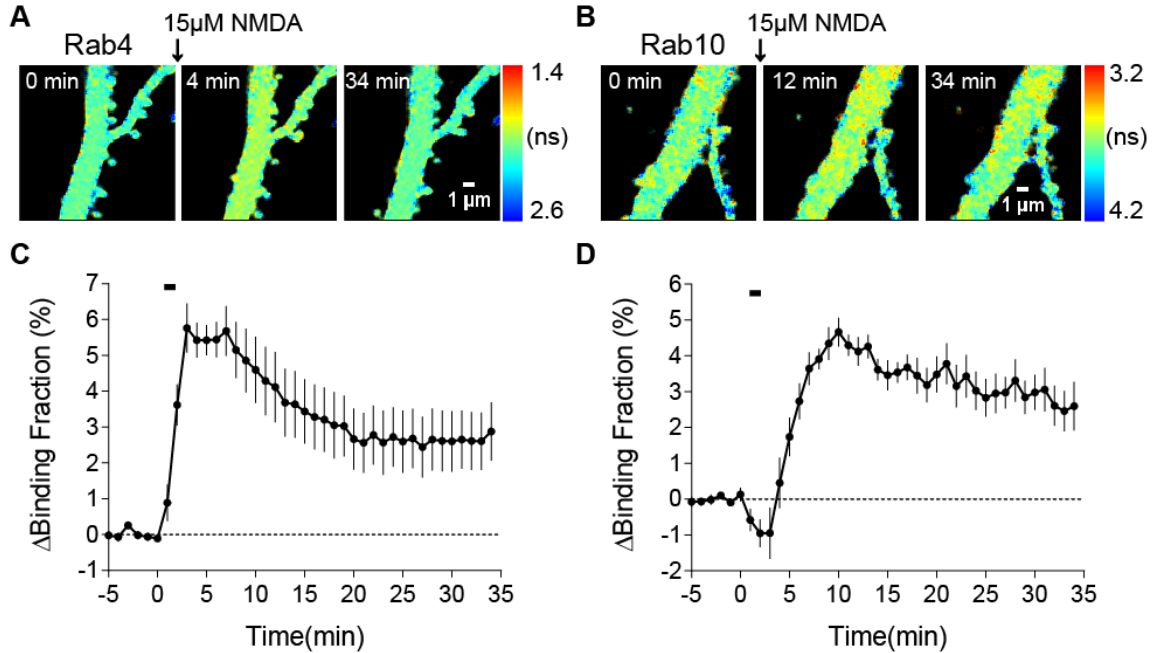 A
15µM NMDA
Rab4
0 min
4 min
34 min
1 µm
1.4
(ns)
2.6
B
15µM NMDA
Rab10
0 min
12 min
34 min
1 µm
3.2
(ns)
4.2
C
ΔBinding Fraction (%)
7
6
5
4
3
2
1
0
-1
-5 0 5 10 15 20 25 30 35
Time(min)
D
ΔBinding Fraction (%)
6
5
4
3
2
1
0
-1
-2
-5 0 5 10 15 20 25 30 35
Time(min)